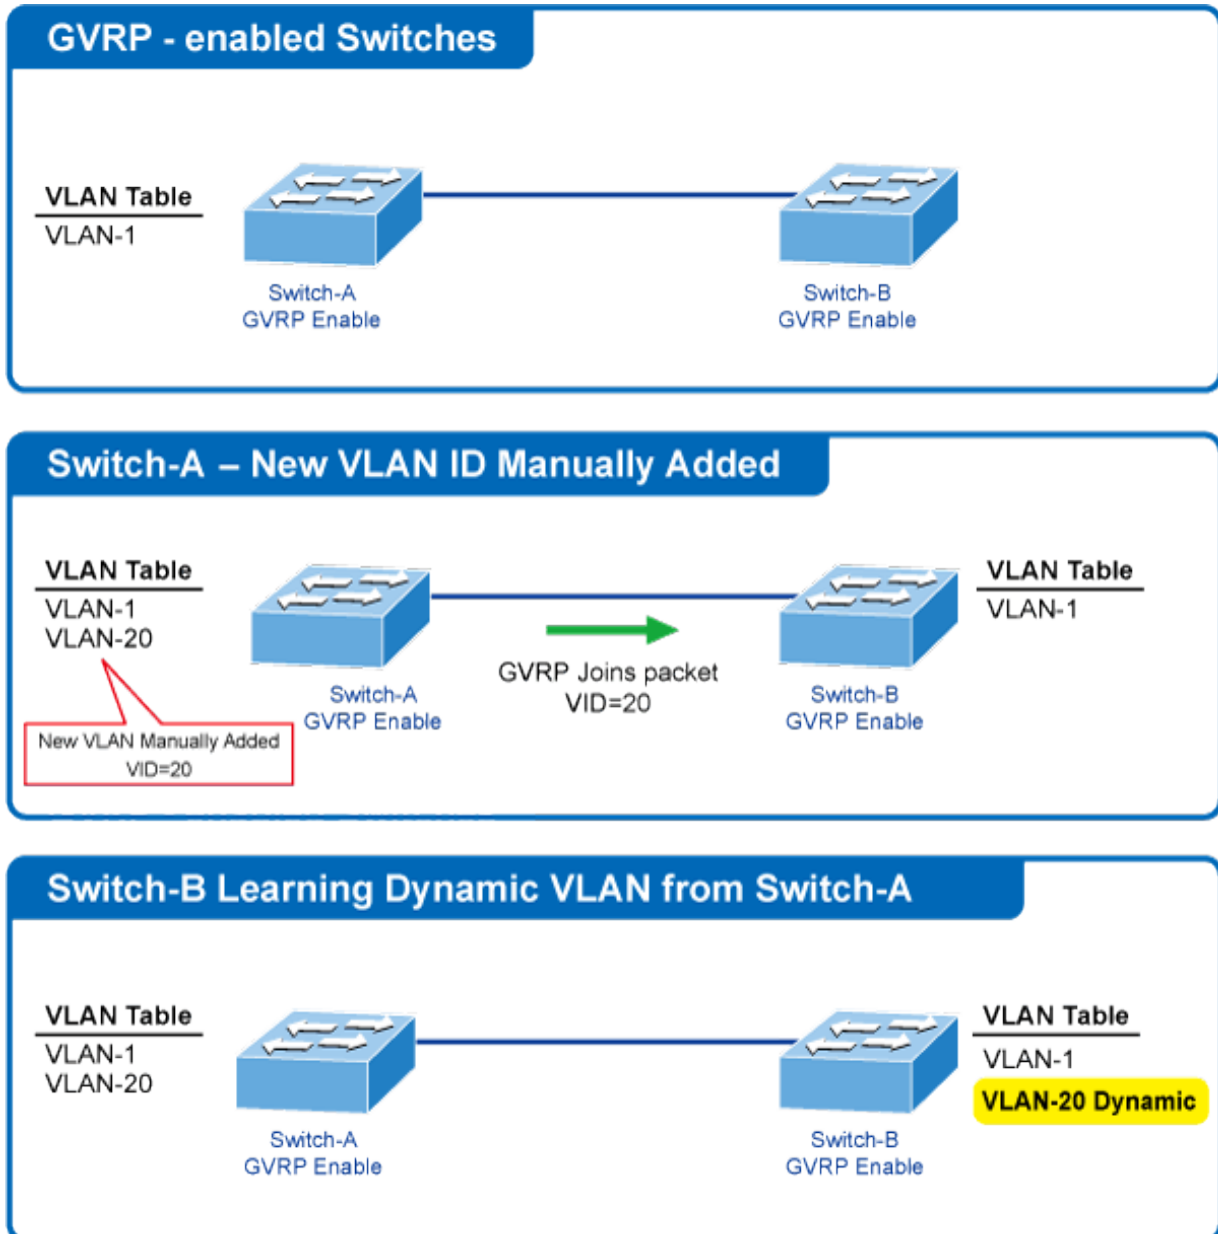 GVRP - enabled Switches
VLAN Table
VLAN-1
Switch-A
GVRP Enable
Switch-B
GVRP Enable
Switch-A – New VLAN ID Manually Added
VLAN Table
VLAN-1
VLAN-20
New VLAN Manually Added
VID=20
Switch-A
GVRP Enable
GVRP Joins packet
VID=20
Switch-B
GVRP Enable
VLAN Table
VLAN-1
Switch-B Learning Dynamic VLAN from Switch-A
VLAN Table
VLAN-1
VLAN-20
Switch-A
GVRP Enable
Switch-B
GVRP Enable
VLAN Table
VLAN-1
VLAN-20 Dynamic